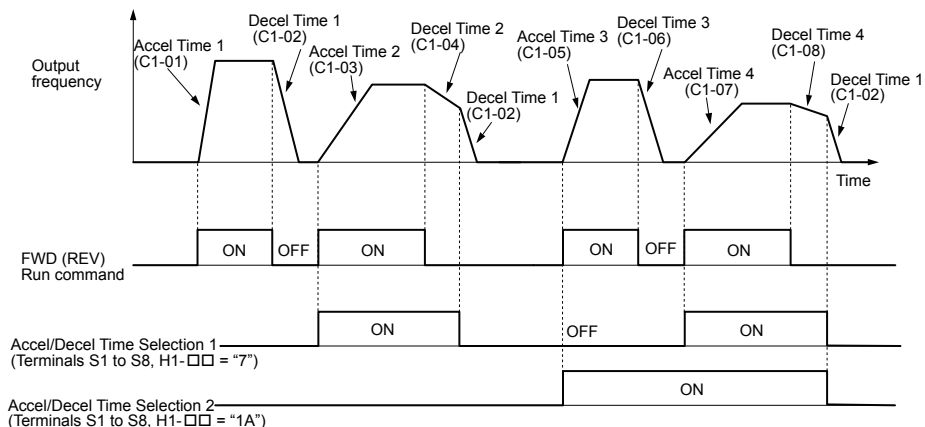 Output
frequency
Accel Time 1
(C1-01)
Decel Time 1
(C1-02)
Accel Time 2
(C1-03)
Decel Time 2
(C1-04)
Decel Time 1
(C1-02)
Accel Time 3
(C1-05)
Decel Time 3
(C1-06)
Accel Time 4
(C1-07)
Decel Time 4
(C1-08)
Decel Time 1
(C1-02)
Time
FWD (REV)
Run command
ON
OFF
ON
ON
OFF
ON
Accel/Decel Time Selection 1
(Terminals S1 to S8, H1-□□ = “7”)
ON
OFF
ON
Accel/Decel Time Selection 2
(Terminals S1 to S8, H1-□□ = “1A”)
ON